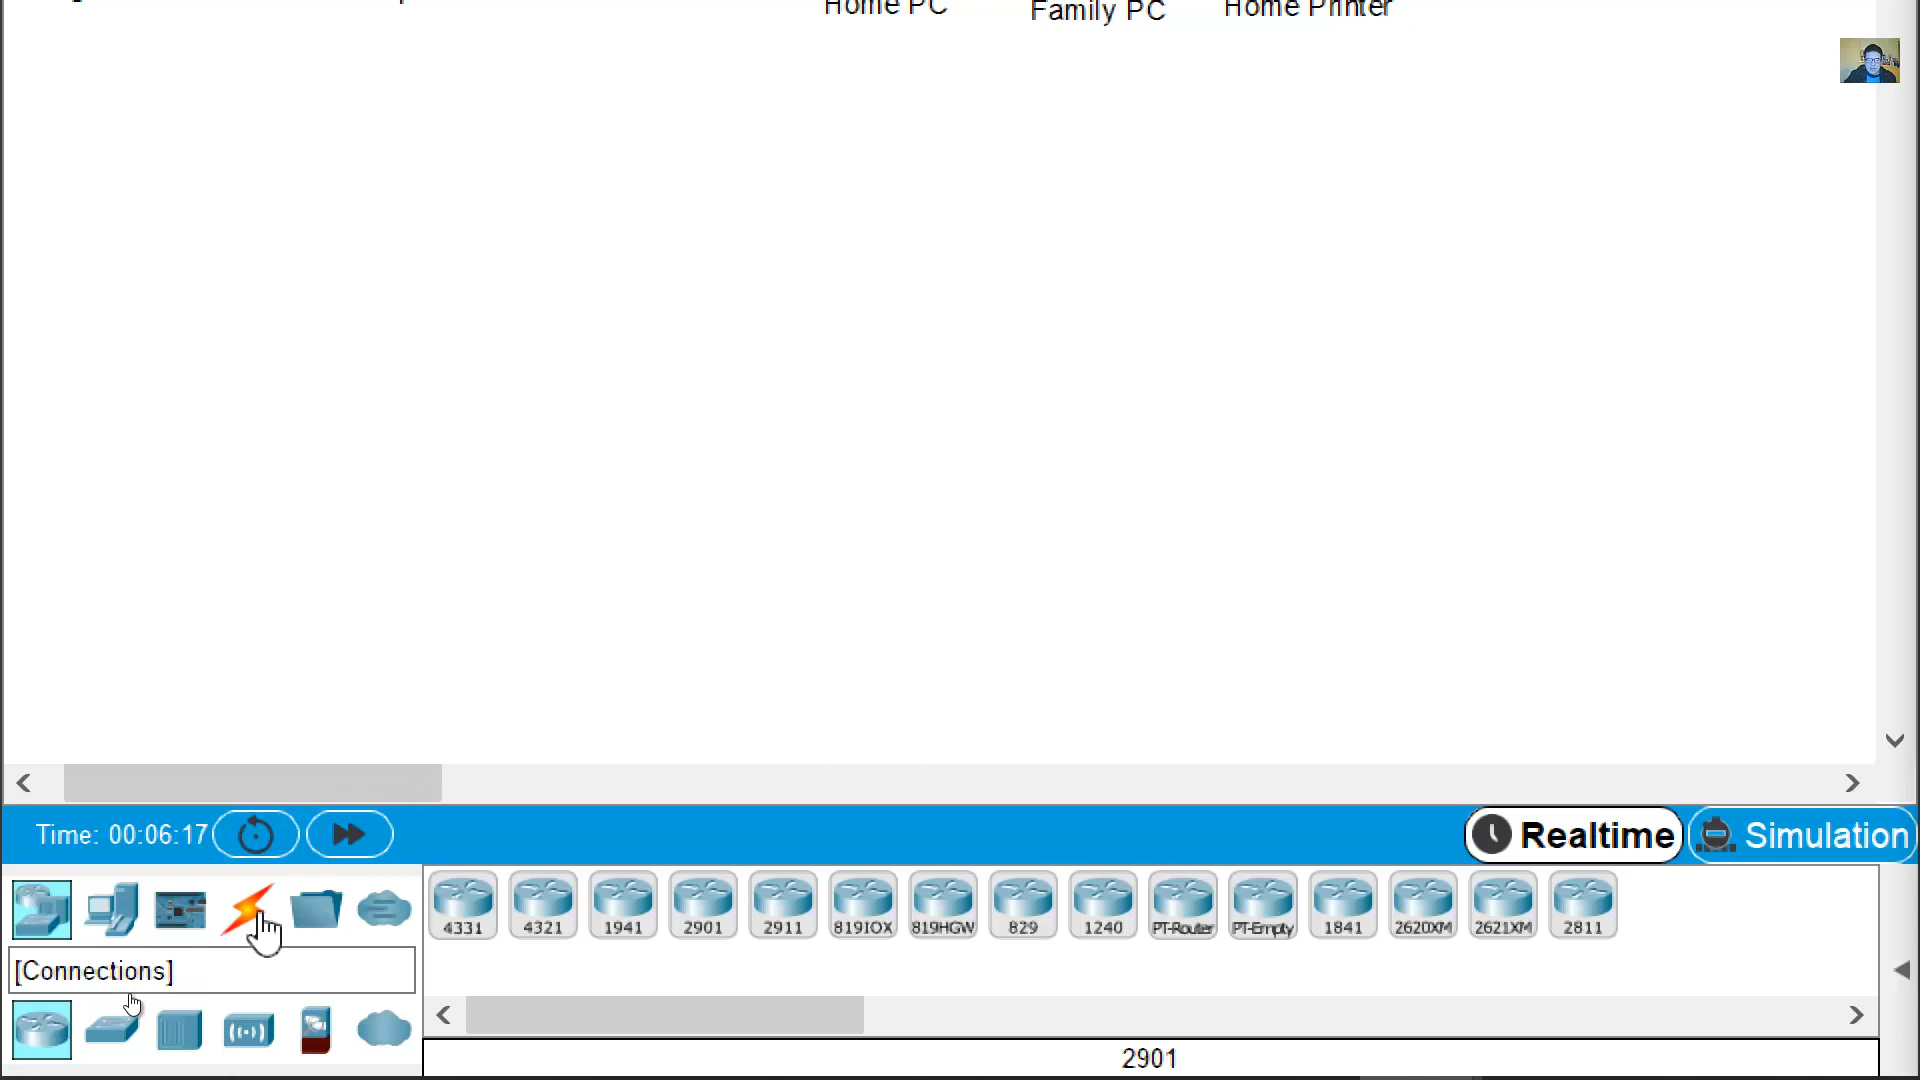 Home PC
Family PC
Home Printer
Time: 00:06:17
Realtime
Simulation
4331
4321
1941
2901
2911
819IOX
819HGW
829
1240
PT-Router
PT-Empty
1841
2620XM
2621XM
2811
[Connections]
2901